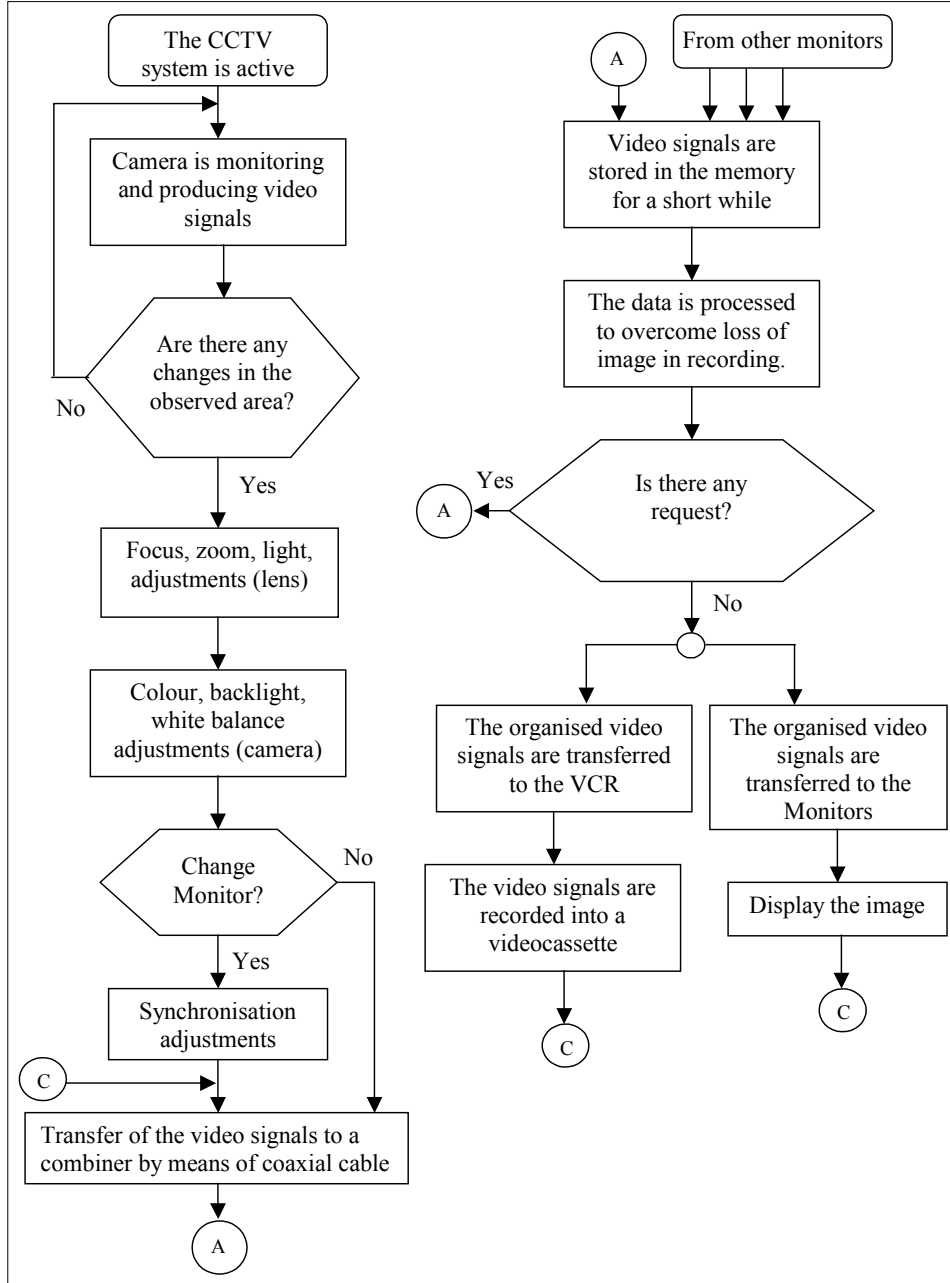 The CCTV
system is active
Camera is monitoring
and producing video
signals
Are there any
changes in the
observed area?
No
Yes
Focus, zoom, light,
adjustments (lens)
Colour, backlight,
white balance
adjustments (camera)
Change
Monitor?
No
Yes
Synchronisation
adjustments
C
Transfer of the video signals to a
combiner by means of coaxial cable
A
A
From other monitors
Video signals are
stored in the memory
for a short while
The data is processed
to overcome loss of
image in recording.
Is there any
request?
Yes
A
No
The organised video
signals are transferred
to the VCR
The video signals are
recorded into a
videocassette
C
The organised video
signals are
transferred to the
Monitors
Display the image
C